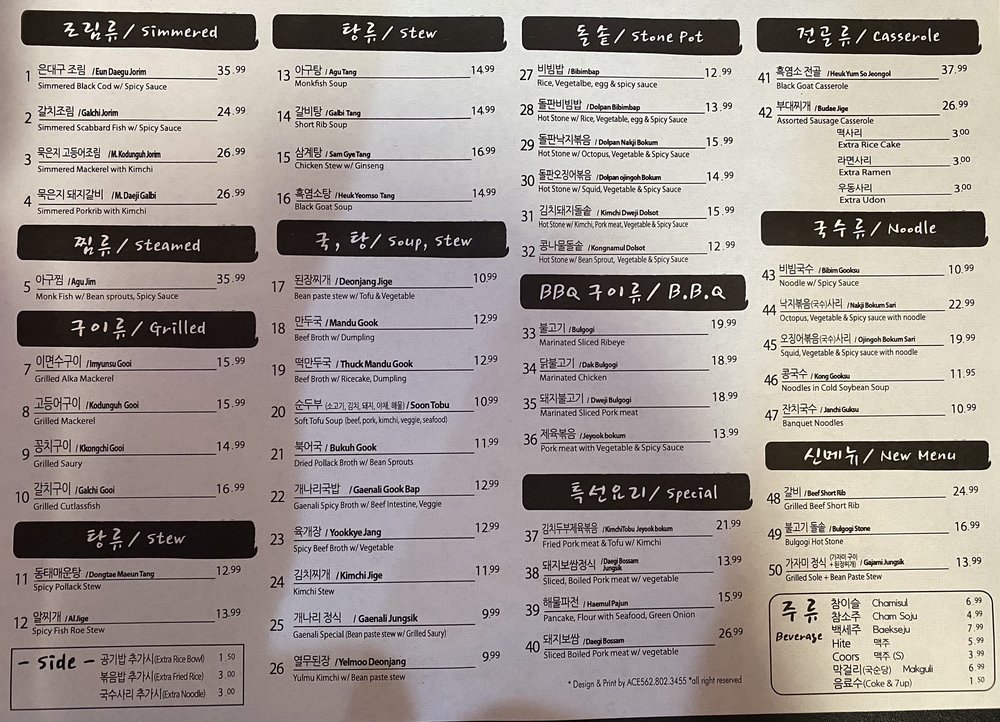 조림류 / Simmered
1 은대구 조림 / Eun Daegu Jorim 35.99
Simmered Black Cod w/ Spicy Sauce
2 갈치조림 / Galchi Jorim 24.99
Simmered Scabbard Fish w/ Spicy Sauce
3 묵은지 고등어조림 / M. Kodunguh Jorim 26.99
Simmered Mackerel with Kimchi
4 묵은지 돼지갈비 / M. Daeji Galbi 26.99
Simmered Porkrib with Kimchi
찜류 / Steamed
5 아구찜 / Agu Jim 35.99
Monk Fish w/ Bean sprouts, Spicy Sauce
구이류 / Grilled
7 이면수구이 / Imyunsu Gooi 15.99
Grilled Alka Mackerel
8 고등어구이 / Kodunguh Gooi 15.99
Grilled Mackerel
9 꽁치구이 / Kkongchi Gooi 14.99
Grilled Saury
10 갈치구이 / Galchi Gooi 16.99
Grilled Cutlassfish
탕류 / Stew
11 동태매운탕 / Dongtae Maeun Tang 12.99
Spicy Pollack Stew
12 알찌개 / Al Jige 13.99
Spicy Fish Roe Stew
- Side -
공기밥 추가시(Extra Rice Bowl) 1.50
볶음밥 추가시(Extra Fried Rice) 3.00
국수사리 추가시(Extra Noodle) 3.00
탕류 / Stew
13 아구탕 / Agu Tang 14.99
Monkfish Soup
14 갈비탕 / Galbi Tang 14.99
Short Rib Soup
15 삼계탕 / Sam Gye Tang 16.99
Chicken Stew w/ Ginseng
16 흑염소탕 / Heuk Yeomso Tang 14.99
Black Goat Soup
국, 탕 / Soup, Stew
17 된장찌개 / Deonjang Jige 10.99
Bean paste stew w/ Tofu & Vegetable
18 만두국 / Mandu Gook 12.99
Beef Broth w/ Dumpling
19 떡만두국 / Thuck Mandu Gook 12.99
Beef Broth w/ Ricecake, Dumpling
20 순두부 (소고기, 김치, 돼지, 야채, 해물) / Soon Tobu 10.99
Soft Tofu Soup (beef, pork, kimchi, veggie, seafood)
21 북어국 / Bukuh Gook 11.99
Dried Pollack Broth w/ Bean Sprouts
22 개나리국밥 / Gaenali Gook Bap 12.99
Gaenali Spicy Broth w/ Beef Intestine, Veggie
23 육개장 / Yookkye Jang 12.99
Spicy Beef Broth w/ Vegetable
24 김치찌개 / Kimchi Jige 11.99
Kimchi Stew
25 개나리 정식 / Gaenali Jungsik 9.99
Gaenali Special (Bean paste stew w/ Grilled Saury)
26 열무된장 / Yelmoo Deonjang 9.99
Yulmu Kimchi w/ Bean paste stew
돌솥 / Stone Pot
27 비빔밥 / Bibimbap 12.99
Rice, Vegetalbe, egg & spicy sauce
28 돌판비빔밥 / Dolpan Bibimbap 13.99
Hot Stone w/ Rice, Vegetable, egg & Spicy Sauce
29 돌판낙지볶음 / Dolpan Nakji Bokum 15.99
Hot Stone w/ Octopus, Vegetable & Spicy Sauce
30 돌판오징어볶음 / Dolpan ojingoh Bokum 14.99
Hot Stone w/ Squid, Vegetable & Spicy Sauce
31 김치돼지돌솥 / Kimchi Dweji Dolsot 15.99
Hot Stone w/ Kimchi, Pork meat, Vegetable & Spicy Sauce
32 콩나물돌솥 / Kongnamul Dolsot 12.99
Hot Stone w/ Bean Sprout, Vegetable & Spicy Sauce
BBQ 구이류 / B.B.Q
33 불고기 / Bulgogi 19.99
Marinated Sliced Ribeye
34 닭불고기 / Dak Bulgogi 18.99
Marinated Chicken
35 돼지불고기 / Dweji Bulgogi 18.99
Marinated Sliced Pork meat
36 제육볶음 / Jeyook bokum 13.99
Pork meat with Vegetable & Spicy Sauce
특선요리 / Special
37 김치두부제육볶음 / KimchiTobu Jeyook bokum 21.99
Fried Pork meat & Tofu w/ Kimchi
38 돼지보쌈정식 / Daegi Bossam Jungsik 13.99
Sliced, Boiled Pork meat w/ vegetable
39 해물파전 / Haemul Pajun 15.99
Pancake, Flour with Seafood, Green Onion
40 돼지보쌈 / Daegi Bossam 26.99
Sliced Boiled Pork meat w/ vegetable
* Design & Print by ACE562.802.3455 *all right reserved
전골류 / Casserole
41 흑염소 전골 / Heuk Yum So Jeongol 37.99
Black Goat Casserole
42 부대찌개 / Budae Jige 26.99
Assorted Sausage Casserole
떡사리 3.00
Extra Rice Cake
라면사리 3.00
Extra Ramen
우동사리 3.00
Extra Udon
국수류 / Noodle
43 비빔국수 / Bibim Gooksu 10.99
Noodle w/ Spicy Sauce
44 낙지볶음(국수)사리 / Nakji Bokum Sari 22.99
Octopus, Vegetable & Spicy sauce with noodle
45 오징어볶음(국수)사리 / Ojingoh Bokum Sari 19.99
Squid, Vegetable & Spicy sauce with noodle
46 콩국수 / Kong Gooksu 11.95
Noodles in Cold Soybean Soup
47 잔치국수 / Janchi Guksu 10.99
Banquet Noodles
신메뉴 / New Menu
48 갈비 / Beef Short Rib 24.99
Grilled Beef Short Rib
49 불고기 돌솥 / Bulgogi Stone 16.99
Bulgogi Hot Stone
50 가자미 정식 (가자미 구이 + 된장찌개) / Gajami Jungsik 13.99
Grilled Sole + Bean Paste Stew
주류 Beverage
참이슬 Chamisul 6.99
참소주 Cham Soju 4.99
백세주 Baekseju 7.99
Hite 맥주 4.99
Coors 맥주 (S) 3.99
막걸리(국순당) Makguli 6.99
음료수(Coke & 7up) 1.50